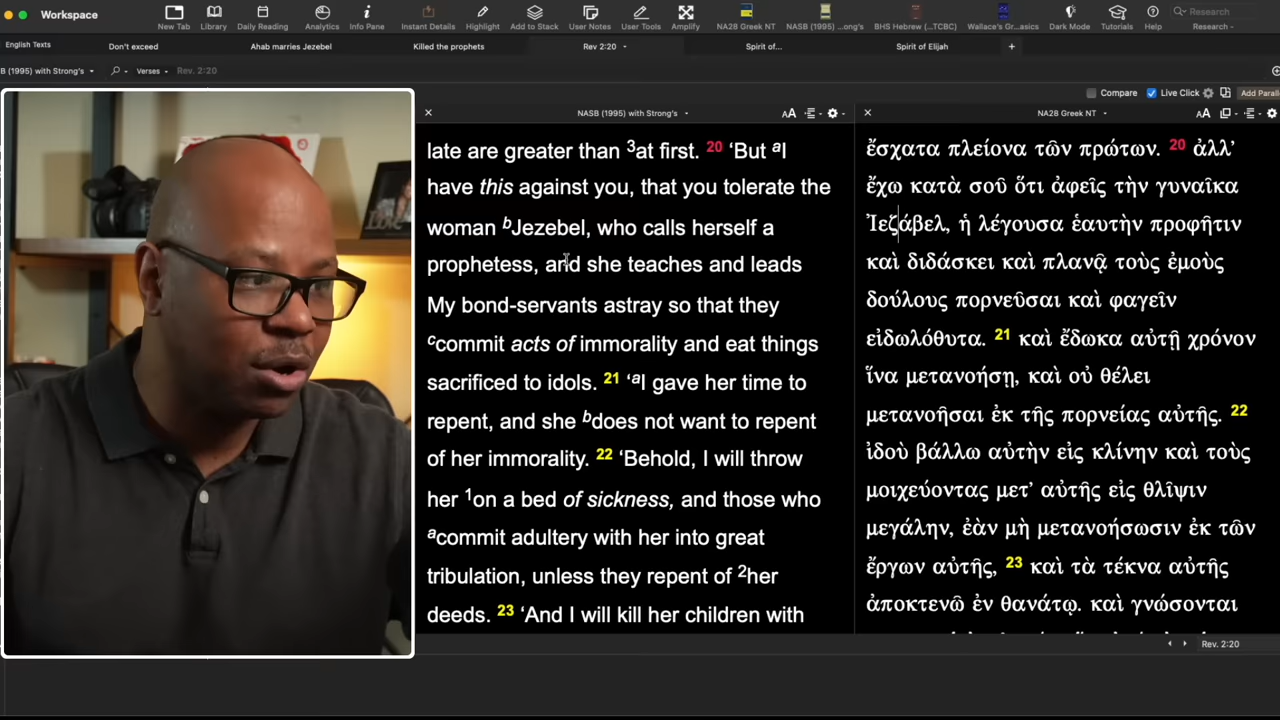 Workspace
New Tab
Library
Daily Reading
Analytics
Info Pane
Instant Details
Highlight
Add to Stack
User Notes
User Tools
Amplify
NA28 Greek NT
NASB (1995) ...ong's
BHS Hebrew (...TCBC)
Wallace's Gr...asics
Dark Mode
Tutorials
Help
Research
Research
English Texts
Don't exceed
Ahab marries Jezebel
Killed the prophets
Rev 2:20
Spirit of...
Spirit of Elijah
B (1995) with Strong's
Verses
Rev. 2:20
Compare
Live Click
Add Parall
NASB (1995) with Strong's
AA
late are greater than 3at first. 20 ‘But aI
have this against you, that you tolerate the
woman bJezebel, who calls herself a
prophetess, and she teaches and leads
My bond-servants astray so that they
ccommit acts of immorality and eat things
sacrificed to idols. 21 ‘aI gave her time to
repent, and she bdoes not want to repent
of her immorality. 22 ‘Behold, I will throw
her 1on a bed of sickness, and those who
acommit adultery with her into great
tribulation, unless they repent of 2her
deeds. 23 ‘And I will kill her children with
NA28 Greek NT
AA
ἔσχατα πλείονα τῶν πρώτων. 20 ἀλλ’
ἔχω κατὰ σοῦ ὅτι ἀφεῖς τὴν γυναῖκα
Ἰεζάβελ, ἡ λέγουσα ἑαυτὴν προφῆτιν
καὶ διδάσκει καὶ πλανᾷ τοὺς ἐμοὺς
δούλους πορνεῦσαι καὶ φαγεῖν
εἰδωλόθυτα. 21 καὶ ἔδωκα αὐτῇ χρόνον
ἵνα μετανοήσῃ, καὶ οὐ θέλει
μετανοῆσαι ἐκ τῆς πορνείας αὐτῆς. 22
ἰδοὺ βάλλω αὐτὴν εἰς κλίνην καὶ τοὺς
μοιχεύοντας μετ’ αὐτῆς εἰς θλῖψιν
μεγάλην, ἐὰν μὴ μετανοήσωσιν ἐκ τῶν
ἔργων αὐτῆς, 23 καὶ τὰ τέκνα αὐτῆς
ἀποκτενῶ ἐν θανάτῳ. καὶ γνώσονται
Rev. 2:20